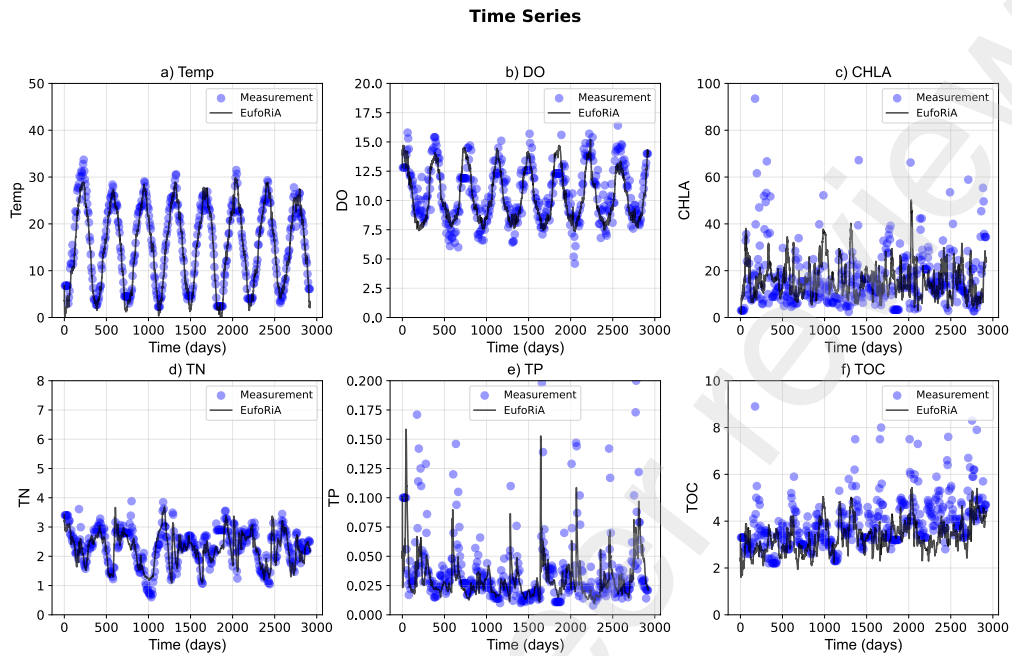 Time Series
a) Temp
50
40
30
20
10
0
Temp
0 500 1000 1500 2000 2500 3000
Time (days)
Measurement
EufoRiA
b) DO
20.0
17.5
15.0
12.5
10.0
7.5
5.0
2.5
0.0
DO
0 500 1000 1500 2000 2500 3000
Time (days)
Measurement
EufoRiA
c) CHLA
100
80
60
40
20
0
CHLA
0 500 1000 1500 2000 2500 3000
Time (days)
Measurement
EufoRiA
d) TN
8
7
6
5
4
3
2
1
0
TN
0 500 1000 1500 2000 2500 3000
Time (days)
Measurement
EufoRiA
e) TP
0.200
0.175
0.150
0.125
0.100
0.075
0.050
0.025
0.000
TP
0 500 1000 1500 2000 2500 3000
Time (days)
Measurement
EufoRiA
f) TOC
10
8
6
4
2
0
TOC
0 500 1000 1500 2000 2500 3000
Time (days)
Measurement
EufoRiA